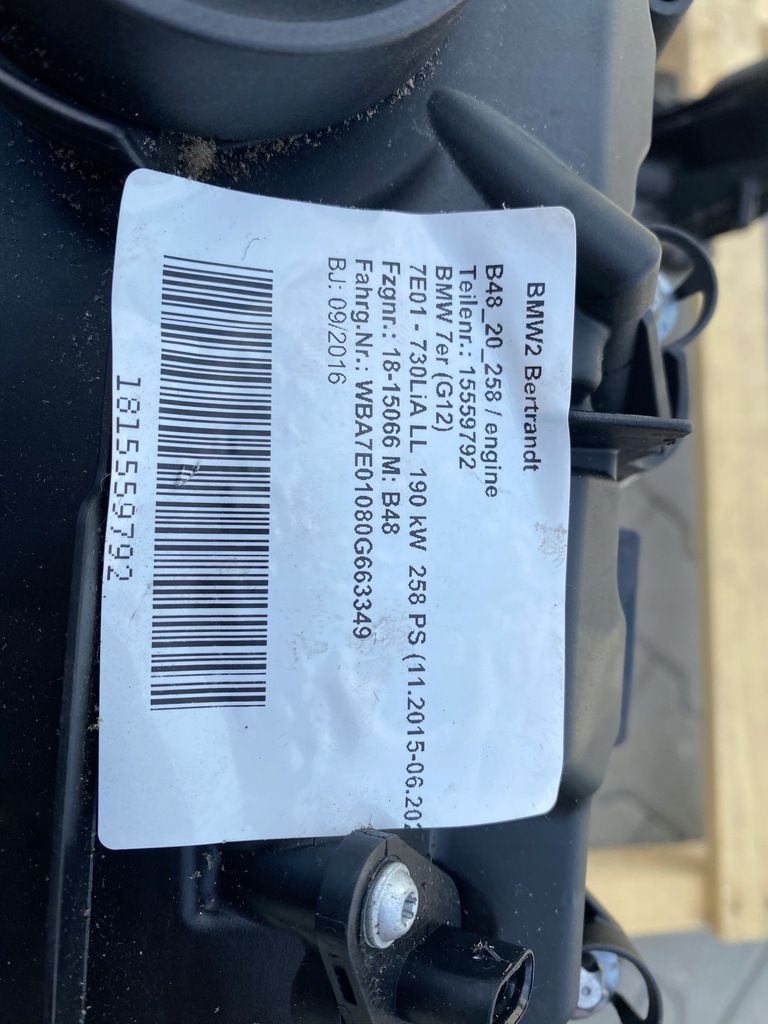 BMW2 Bertrandt
B48_20_258 / engine
Teilenr.: 15559792
BMW 7er (G12)
7E01 - 730LiA LL 190 kW 258 PS (11.2015-06.202
Fzgnr.: 18-15066 M: B48
Fahrg.Nr.: WBA7E01080G663349
BJ: 09/2016
1815559792